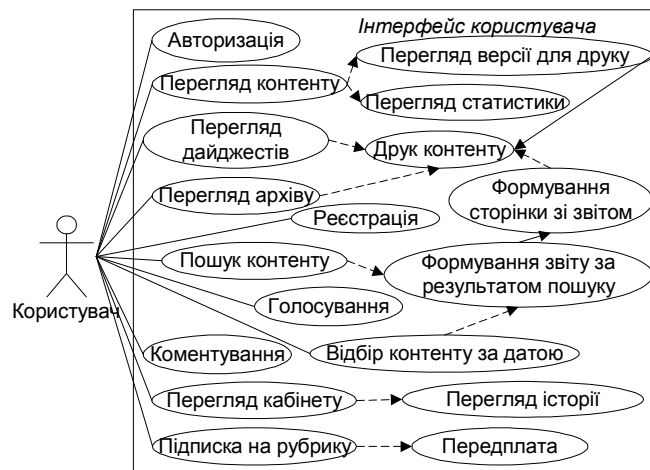 Інтерфейс користувача
Авторизація
Перегляд версії для друку
Перегляд контенту
Перегляд статистики
Перегляд
дайджестів
Друк контенту
Перегляд архіву
Формування
сторінки зі звітом
Реєстрація
Пошук контенту
Формування звіту за
результатом пошуку
Користувач
Голосування
Коментування
Відбір контенту за датою
Перегляд кабінету
Перегляд історії
Підписка на рубрику
Передплата